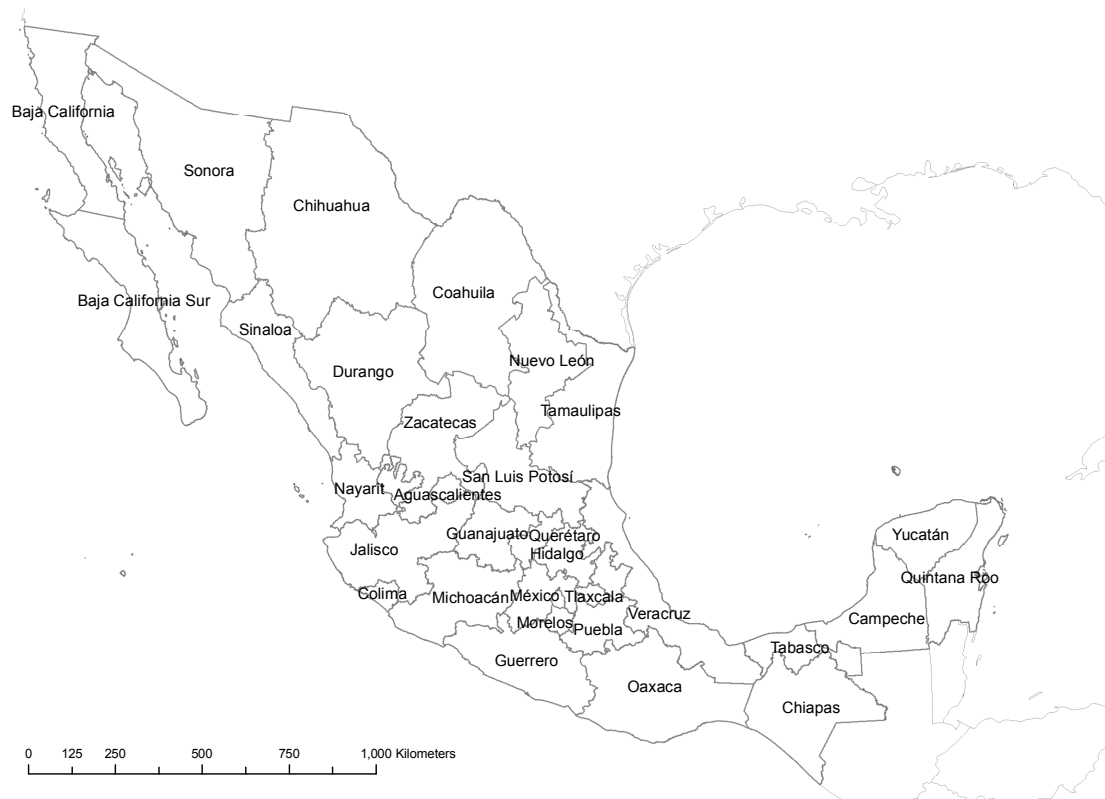 Baja California
Sonora
Chihuahua
Coahuila
Baja California Sur
Sinaloa
Nuevo León
Durango
Tamaulipas
Zacatecas
San Luis Potosí
Nayarit
Aguascalientes
Guanajuato
Querétaro
Yucatán
Jalisco
Hidalgo
Quintana Roo
Colima
Michoacán
México
Tlaxcala
Veracruz
Campeche
Morelos
Puebla
Tabasco
Guerrero
Oaxaca
Chiapas
0 125 250 500 750 1,000 Kilometers